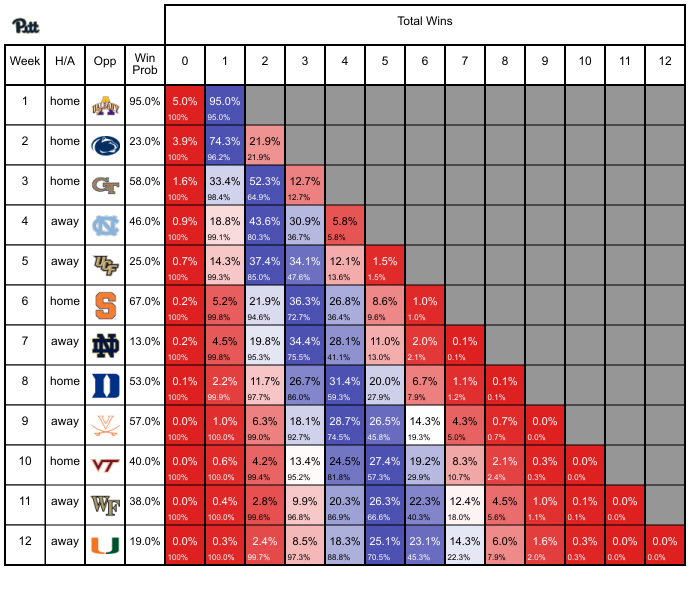 Pitt
Total Wins
Week H/A Opp Win Prob 0 1 2 3 4 5 6 7 8 9 10 11 12
1 home ALBANY 95.0% 5.0% 95.0%
100% 95.0%
2 home 23.0% 3.9% 74.3% 21.9%
100% 96.2% 21.9%
3 home GT 58.0% 1.6% 33.4% 52.3% 12.7%
100% 98.4% 64.9% 12.7%
4 away NC 46.0% 0.9% 18.8% 43.6% 30.9% 5.8%
100% 99.1% 80.3% 36.7% 5.8%
5 away UCF 25.0% 0.7% 14.3% 37.4% 34.1% 12.1% 1.5%
100% 99.3% 85.0% 47.6% 13.6% 1.5%
6 home S 67.0% 0.2% 5.2% 21.9% 36.3% 26.8% 8.6% 1.0%
100% 99.8% 94.6% 72.7% 36.4% 9.6% 1.0%
7 away ND 13.0% 0.2% 4.5% 19.8% 34.4% 28.1% 11.0% 2.0% 0.1%
100% 99.8% 95.3% 75.5% 41.1% 13.0% 2.1% 0.1%
8 home D 53.0% 0.1% 2.2% 11.7% 26.7% 31.4% 20.0% 6.7% 1.1% 0.1%
100% 99.9% 97.7% 86.0% 59.3% 27.9% 7.9% 1.2% 0.1%
9 away V 57.0% 0.0% 1.0% 6.3% 18.1% 28.7% 26.5% 14.3% 4.3% 0.7% 0.0%
100% 100.0% 99.0% 92.7% 74.5% 45.8% 19.3% 5.0% 0.7% 0.0%
10 home VT 40.0% 0.0% 0.6% 4.2% 13.4% 24.5% 27.4% 19.2% 8.3% 2.1% 0.3% 0.0%
100% 100.0% 99.4% 95.2% 81.8% 57.3% 29.9% 10.7% 2.4% 0.3% 0.0%
11 away WF 38.0% 0.0% 0.4% 2.8% 9.9% 20.3% 26.3% 22.3% 12.4% 4.5% 1.0% 0.1% 0.0%
100% 100.0% 99.6% 96.8% 86.9% 66.6% 40.3% 18.0% 5.6% 1.1% 0.1% 0.0%
12 away U 19.0% 0.0% 0.3% 2.4% 8.5% 18.3% 25.1% 23.1% 14.3% 6.0% 1.6% 0.3% 0.0% 0.0%
100% 100.0% 99.7% 97.3% 88.8% 70.5% 45.3% 22.3% 7.9% 2.0% 0.3% 0.0% 0.0%